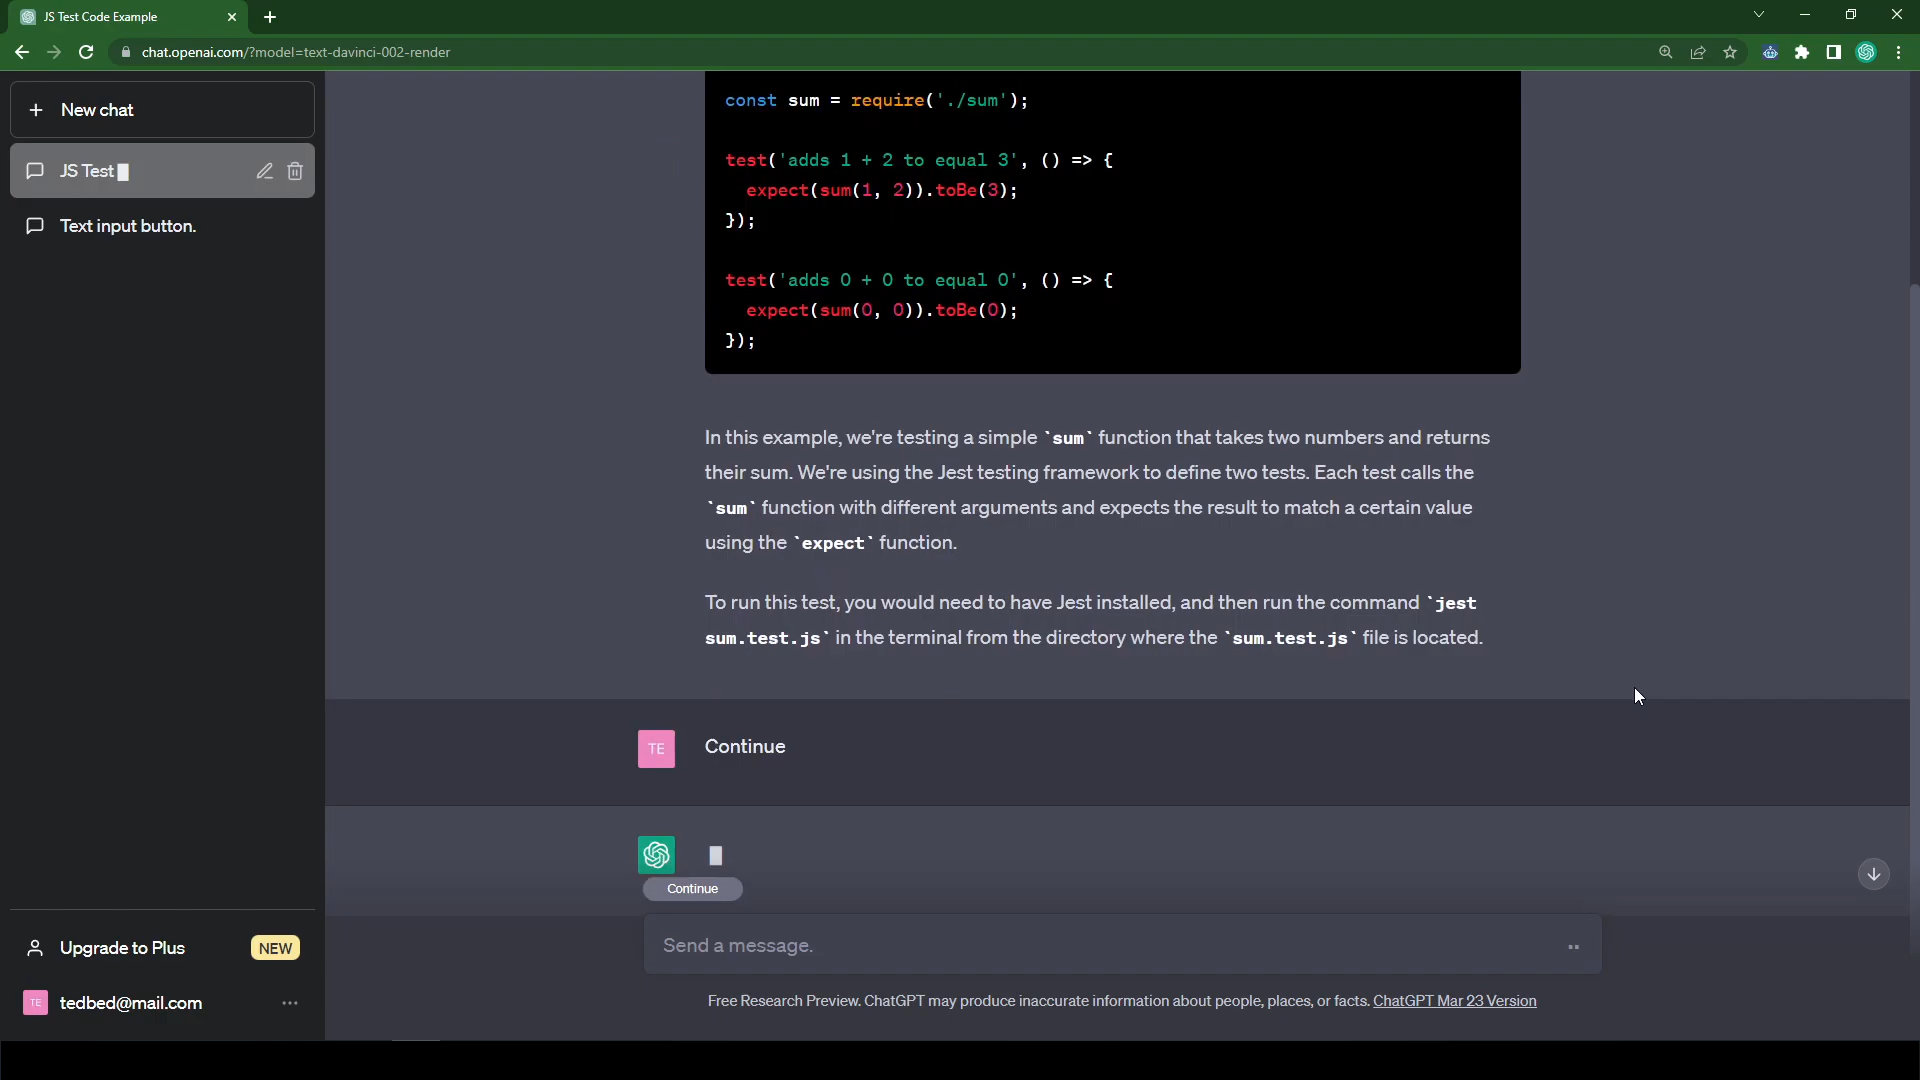 JS Test Code Example
chat.openai.com/?model=text-davinci-002-render
New chat
JS Test
Text input button.
const sum = require('./sum');
test('adds 1 + 2 to equal 3', () => {
expect(sum(1, 2)).toBe(3);
});
test('adds 0 + 0 to equal 0', () => {
expect(sum(0, 0)).toBe(0);
});
In this example, we're testing a simple `sum` function that takes two numbers and returns
their sum. We're using the Jest testing framework to define two tests. Each test calls the
`sum` function with different arguments and expects the result to match a certain value
using the `expect` function.
To run this test, you would need to have Jest installed, and then run the command `jest
sum.test.js` in the terminal from the directory where the `sum.test.js` file is located.
TE
Continue
Continue
Send a message.
Free Research Preview. ChatGPT may produce inaccurate information about people, places, or facts. ChatGPT Mar 23 Version
Upgrade to Plus
NEW
TE
tedbed@mail.com